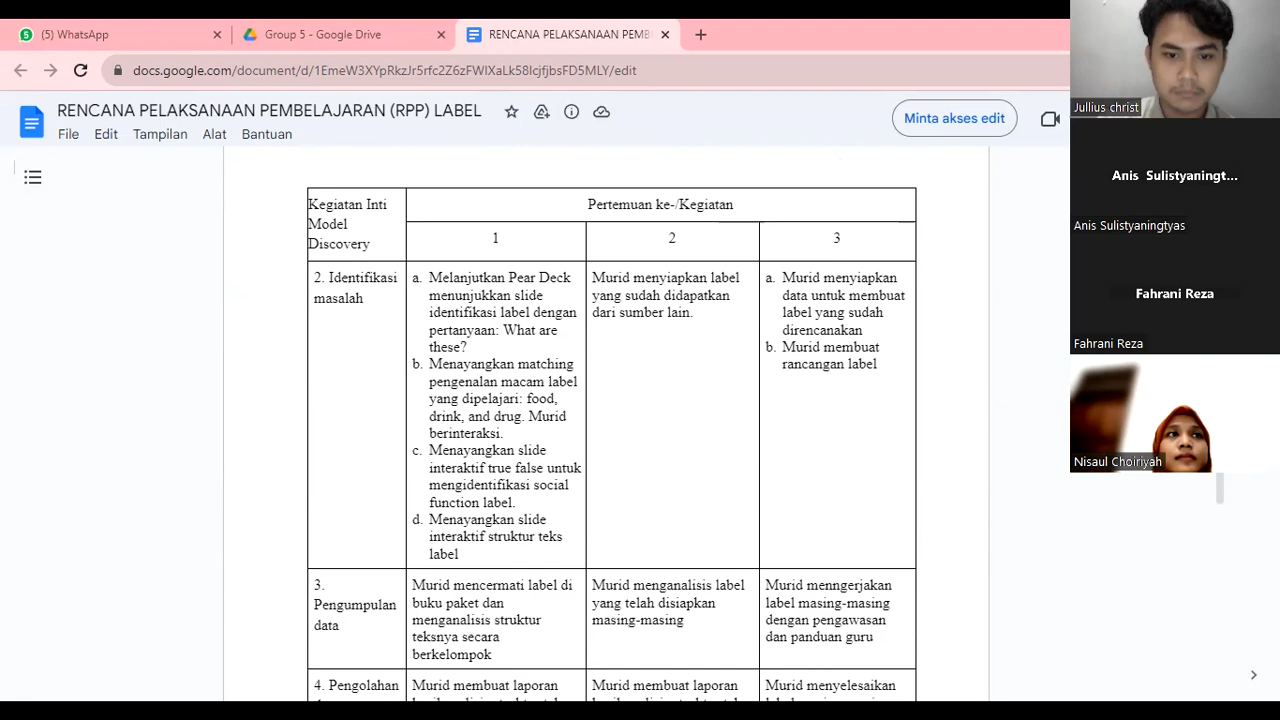 (5) WhatsApp
Group 5 - Google Drive
RENCANA PELAKSANAAN PEMB
docs.google.com/document/d/1EmeW3XYpRkzJr5rfc2Z6zFWIXaLk58IcjfjbsFD5MLY/edit
RENCANA PELAKSANAAN PEMBELAJARAN (RPP) LABEL
File Edit Tampilan Alat Bantuan
Minta akses edit
Kegiatan Inti
Model
Discovery
Pertemuan ke-/Kegiatan
1
2
3
2. Identifikasi
masalah
a. Melanjutkan Pear Deck
menunjukkan slide
identifikasi label dengan
pertanyaan: What are
these?
b. Menayangkan matching
pengenalan macam label
yang dipelajari: food,
drink, and drug. Murid
berinteraksi.
c. Menayangkan slide
interaktif true false untuk
mengidentifikasi social
function label.
d. Menayangkan slide
interaktif struktur teks
label
Murid menyiapkan label
yang sudah didapatkan
dari sumber lain.
a. Murid menyiapkan
data untuk membuat
label yang sudah
direncanakan
b. Murid membuat
rancangan label
3.
Pengumpulan
data
Murid mencermati label di
buku paket dan
menganalisis struktur
teksnya secara
berkelompok
Murid menganalisis label
yang telah disiapkan
masing-masing
Murid menngerjakan
label masing-masing
dengan pengawasan
dan panduan guru
4. Pengolahan
Murid membuat laporan
Murid membuat laporan
Murid menyelesaikan
Jullius christ
Anis Sulistyaningt...
Anis Sulistyaningtyas
Fahrani Reza
Fahrani Reza
Nisaul Choiriyah